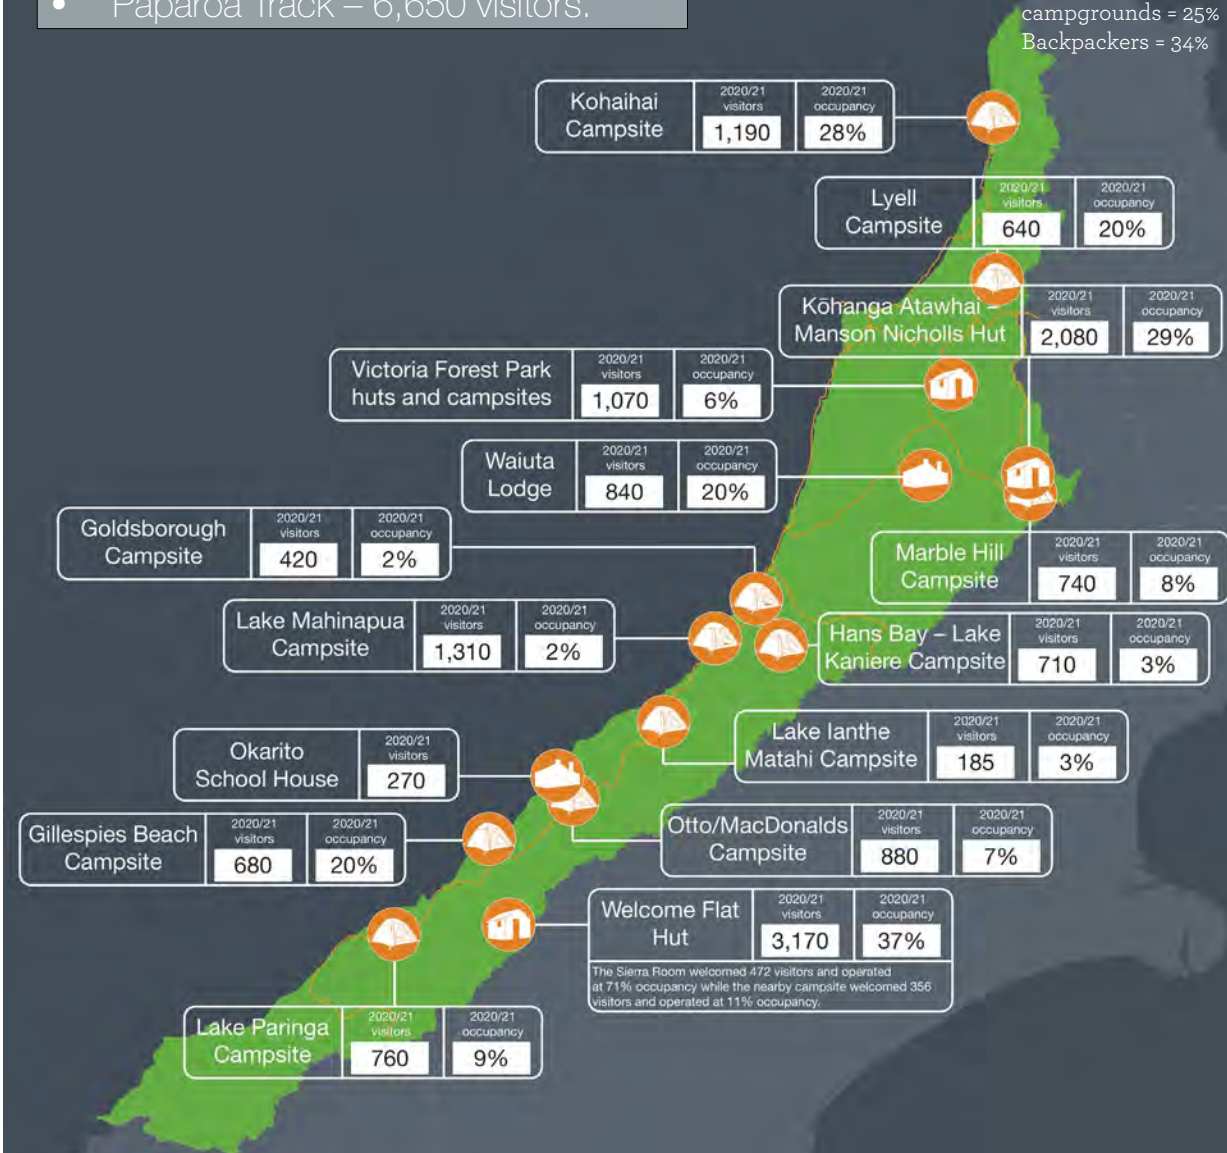 • Paparoa Track – 6,650 visitors.
campgrounds = 25%
Backpackers = 34%
Kohaihai
Campsite
2020/21
visitors
1,190
2020/21
occupancy
28%
Lyell
Campsite
2020/21
visitors
640
2020/21
occupancy
20%
Kōhanga Atawhai –
Manson Nicholls Hut
2020/21
visitors
2,080
2020/21
occupancy
29%
Victoria Forest Park
huts and campsites
2020/21
visitors
1,070
2020/21
occupancy
6%
Waiuta
Lodge
2020/21
visitors
840
2020/21
occupancy
20%
Goldsborough
Campsite
2020/21
visitors
420
2020/21
occupancy
2%
Marble Hill
Campsite
2020/21
visitors
740
2020/21
occupancy
8%
Lake Mahinapua
Campsite
2020/21
visitors
1,310
2020/21
occupancy
2%
Hans Bay – Lake
Kaniere Campsite
2020/21
visitors
710
2020/21
occupancy
3%
Lake Ianthe
Matahi Campsite
2020/21
visitors
185
2020/21
occupancy
3%
Okarito
School House
2020/21
visitors
270
Gillespies Beach
Campsite
2020/21
visitors
680
2020/21
occupancy
20%
Otto/MacDonalds
Campsite
2020/21
visitors
880
2020/21
occupancy
7%
Welcome Flat
Hut
2020/21
visitors
3,170
2020/21
occupancy
37%
The Sierra Room welcomed 472 visitors and operated
at 71% occupancy while the nearby campsite welcomed 356
visitors and operated at 11% occupancy.
Lake Paringa
Campsite
2020/21
visitors
760
2020/21
occupancy
9%